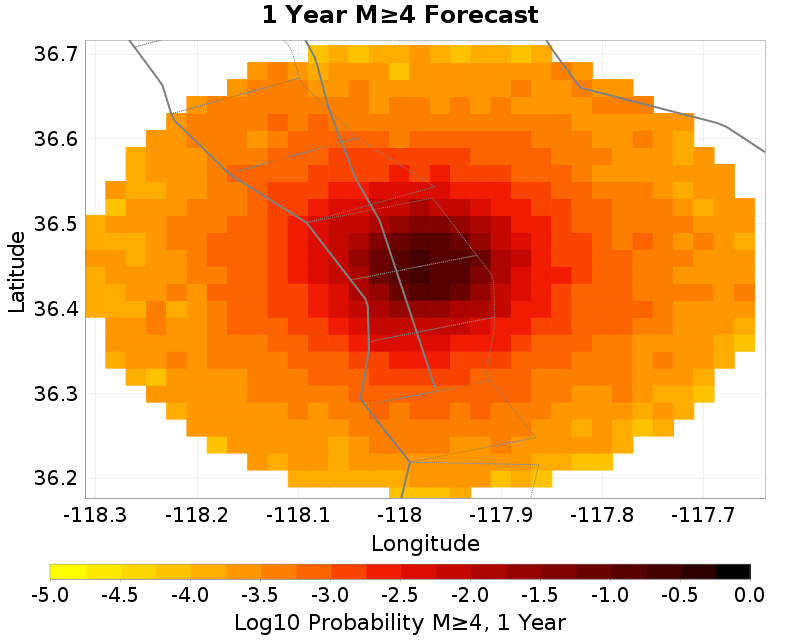 1 Year M≥4 Forecast
36.7
36.6
36.5
36.4
36.3
36.2
Latitude
-118.3 -118.2 -118.1 -118 -117.9 -117.8 -117.7
Longitude
-5.0 -4.5 -4.0 -3.5 -3.0 -2.5 -2.0 -1.5 -1.0 -0.5 0.0
Log10 Probability M≥4, 1 Year